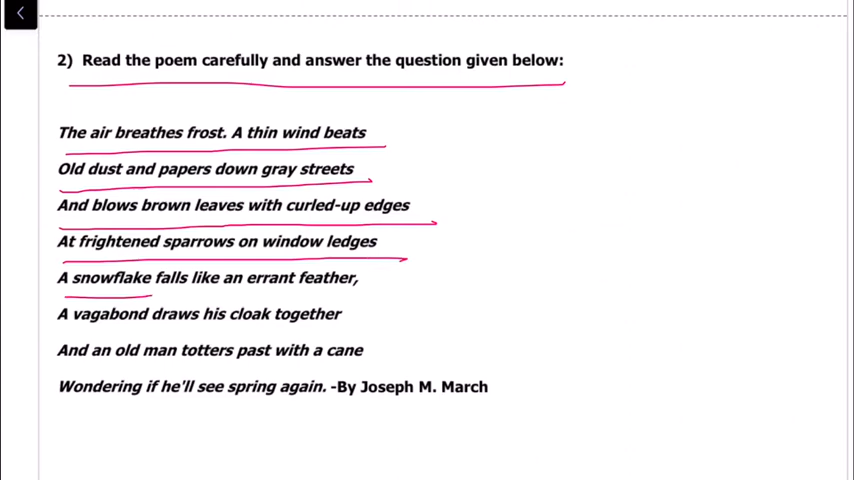 2) Read the poem carefully and answer the question given below:
The air breathes frost. A thin wind beats
Old dust and papers down gray streets
And blows brown leaves with curled-up edges
At frightened sparrows on window ledges
A snowflake falls like an errant feather,
A vagabond draws his cloak together
And an old man totters past with a cane
Wondering if he'll see spring again. -By Joseph M. March